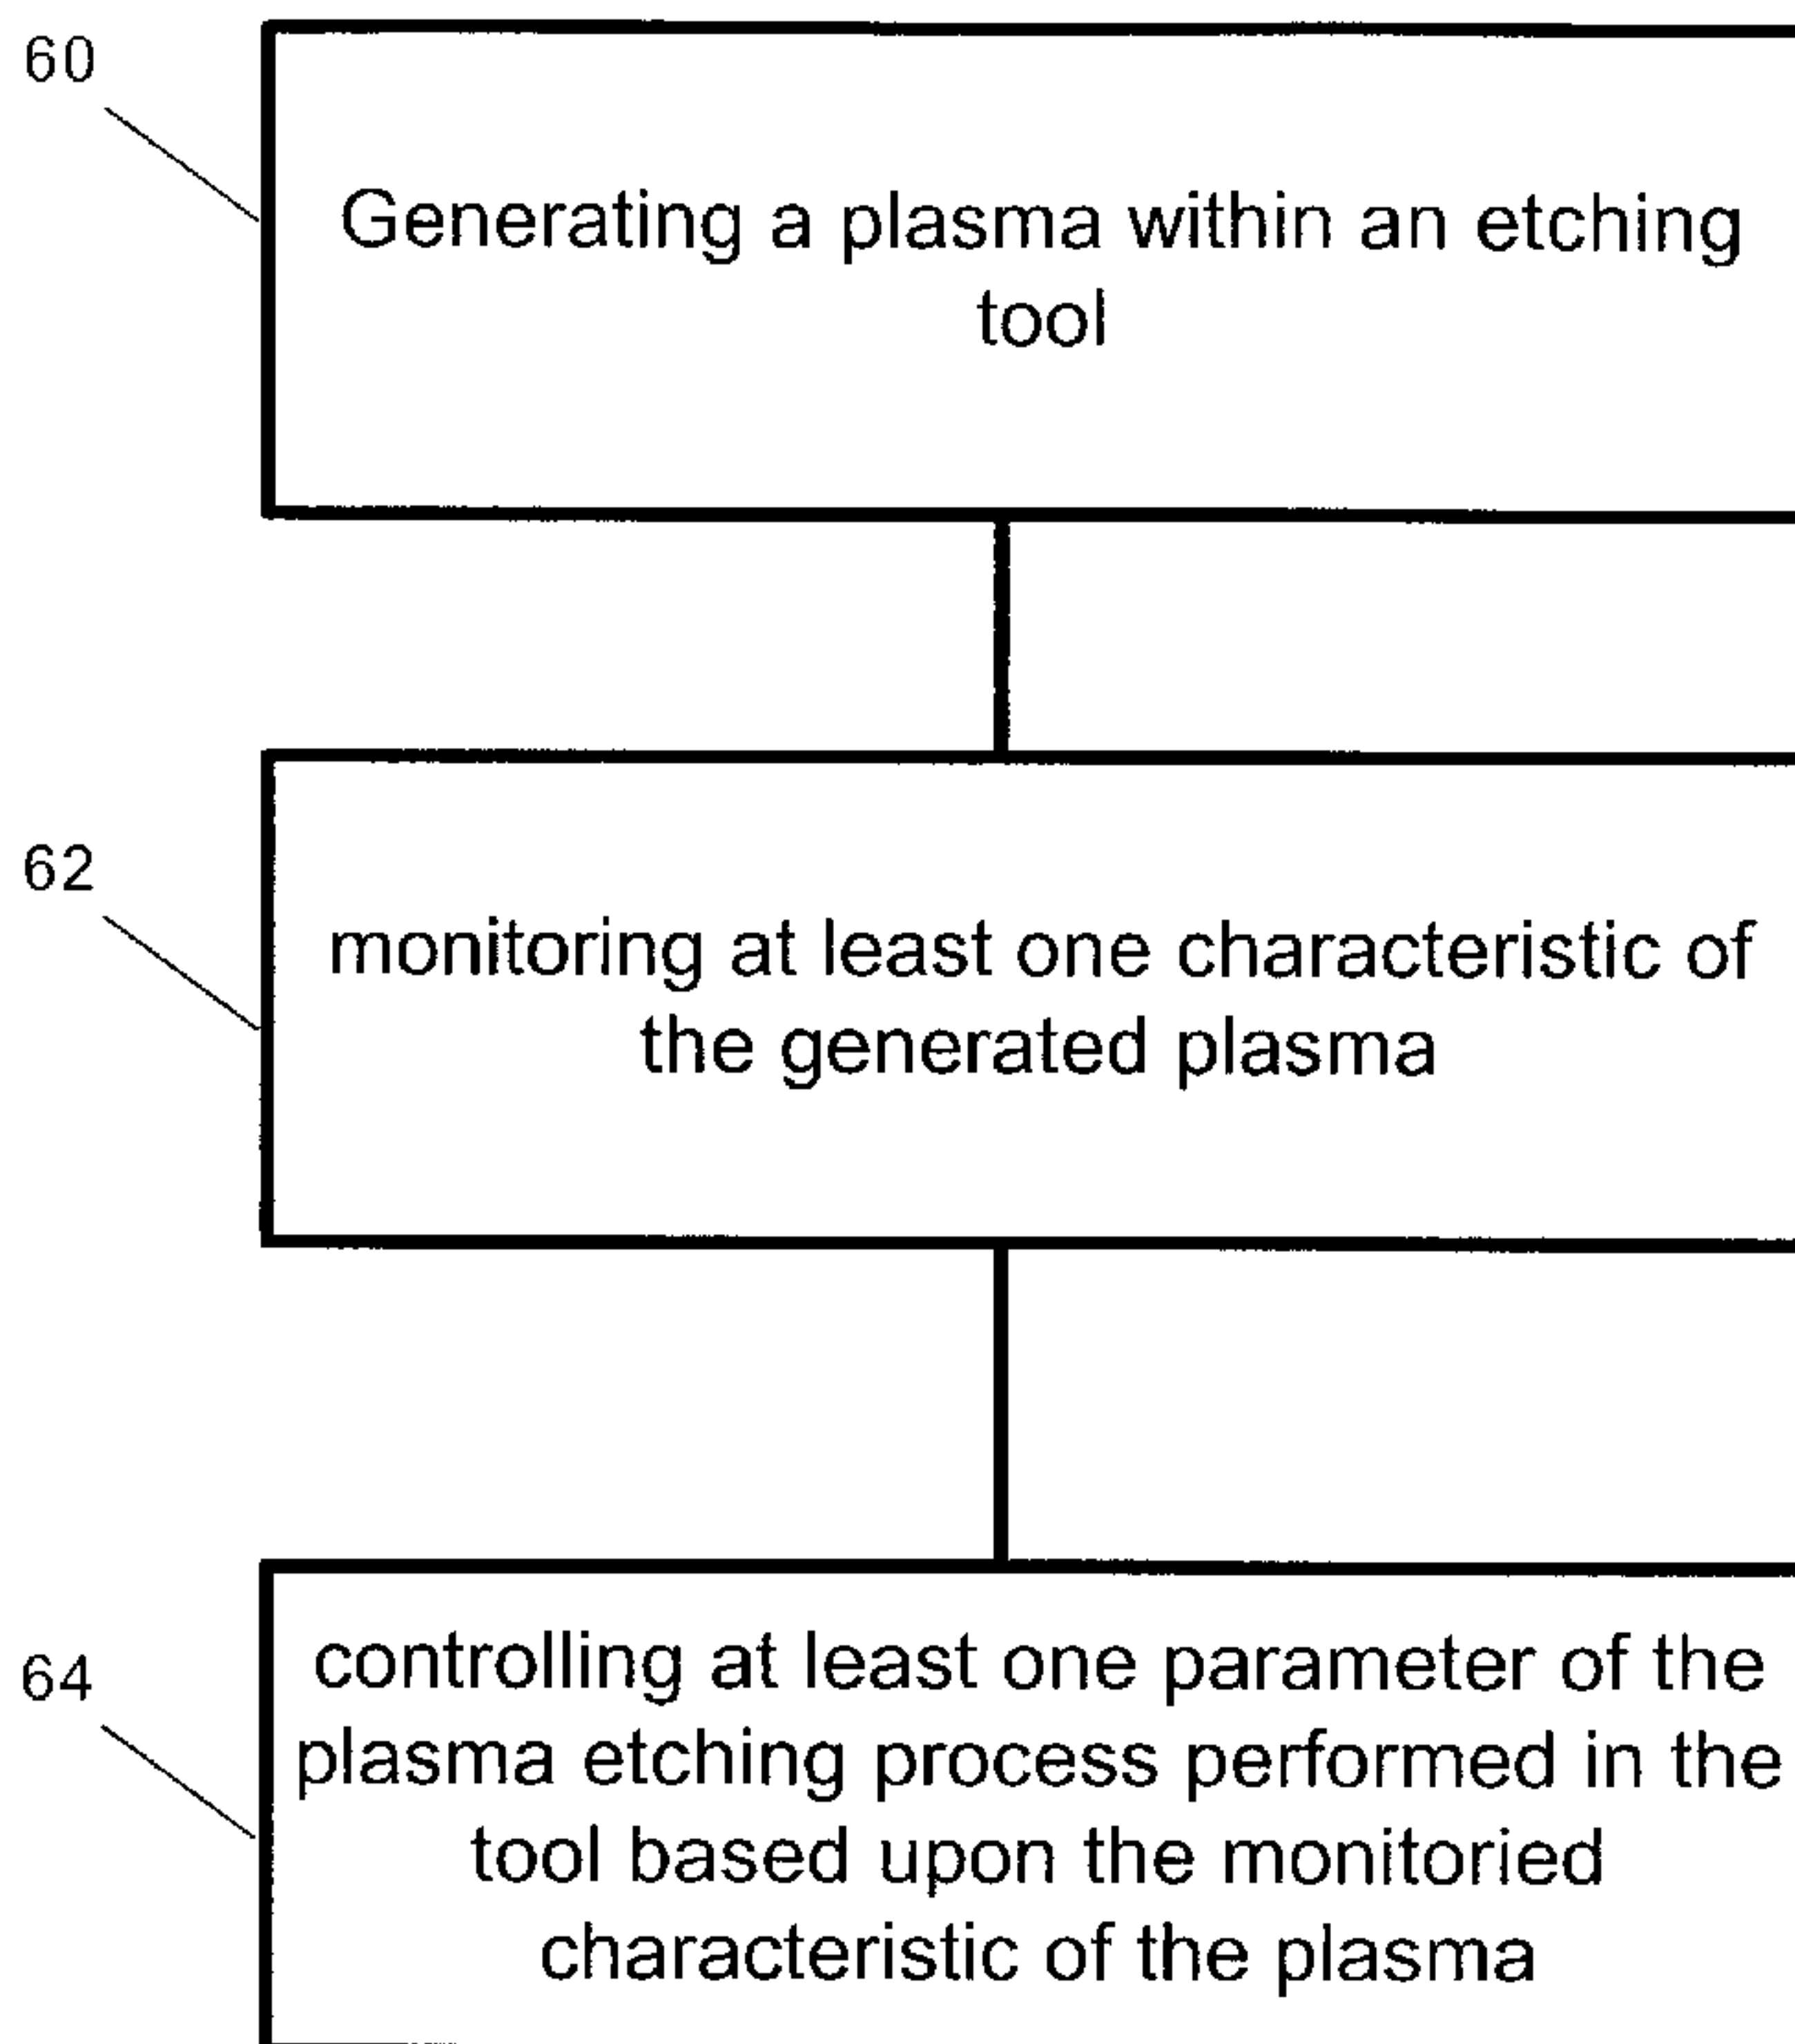 60
Generating a plasma within an etching
tool
62
monitoring at least one characteristic of
the generated plasma
64
controlling at least one parameter of the
plasma etching process performed in the
tool based upon the monitoried
characteristic of the plasma